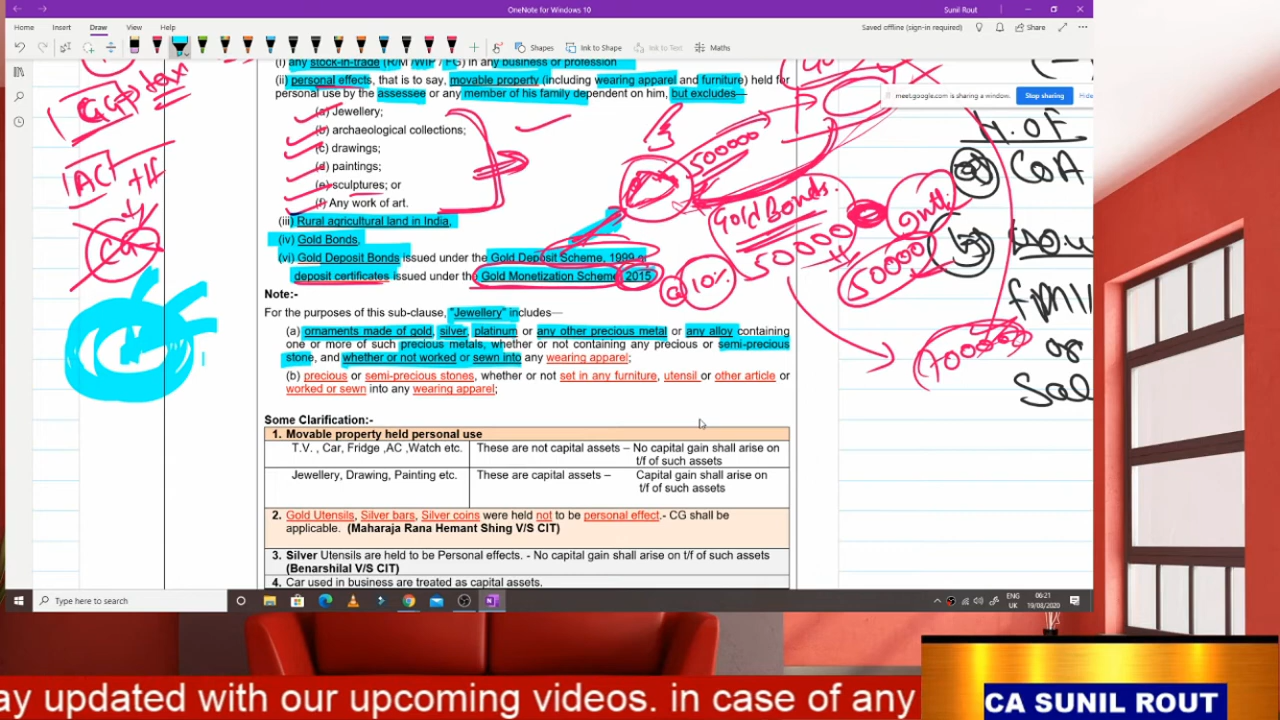 OneNote for Windows 10
Sunil Rout
Home Insert Draw View Help
Saved offline (sign-in required) Share
Shapes Ink to Shape Ink to Text Maths
(i) any stock-in-trade (R/M /WIP / FG) in any business or profession
(ii) personal effects, that is to say, movable property (including wearing apparel and furniture) held for
personal use by the assessee or any member of his family dependent on him, but excludes—
meet.google.com is sharing a window. Stop sharing Hide
(a) Jewellery;
(b) archaeological collections;
(c) drawings;
(d) paintings;
(e) sculptures; or
(f) Any work of art.
(iii) Rural agricultural land in India,
(iv) Gold Bonds,
(vi) Gold Deposit Bonds issued under the Gold Deposit Scheme, 1999 or
deposit certificates issued under the Gold Monetization Scheme 2015
500000
Gold Bonds.
50000
50000
@ 10%
COA
or
Note:-
For the purposes of this sub-clause, "Jewellery" includes—
(a) ornaments made of gold, silver, platinum or any other precious metal or any alloy containing
one or more of such precious metals, whether or not containing any precious or semi-precious
stone, and whether or not worked or sewn into any wearing apparel;
(b) precious or semi-precious stones, whether or not set in any furniture, utensil or other article or
worked or sewn into any wearing apparel;
Some Clarification:-
1. Movable property held personal use
T.V. , Car, Fridge ,AC ,Watch etc. These are not capital assets – No capital gain shall arise on
t/f of such assets
Jewellery, Drawing, Painting etc. These are capital assets – Capital gain shall arise on
t/f of such assets
2. Gold Utensils, Silver bars, Silver coins were held not to be personal effect.- CG shall be
applicable. (Maharaja Rana Hemant Shing V/S CIT)
3. Silver Utensils are held to be Personal effects. - No capital gain shall arise on t/f of such assets
(Benarshilal V/S CIT)
4. Car used in business are treated as capital assets.
Type here to search
ENG
UK
06:21
19/08/2020
ay updated with our upcoming videos. in case of any
CA SUNIL ROUT